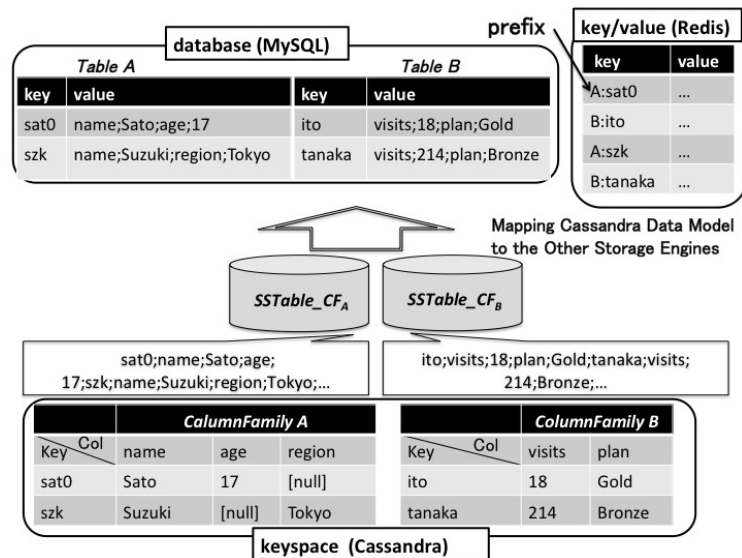 database (MySQL)
prefix
key/value (Redis)
Table A
Table B
key value key value
sat0 name;Sato;age;17 ito visits;18;plan;Gold
szk name;Suzuki;region;Tokyo tanaka visits;214;plan;Bronze
key value
A:sat0 ...
B:ito ...
A:szk ...
B:tanaka ...
Mapping Cassandra Data Model
to the Other Storage Engines
SSTable_CFA
SSTable_CFB
sat0;name;Sato;age;
17;szk;name;Suzuki;region;Tokyo;...
ito;visits;18;plan;Gold;tanaka;visits;
214;Bronze;...
CalumnFamily A
Key Col name age region
sat0 Sato 17 [null]
szk Suzuki [null] Tokyo
ColumnFamily B
Key Col visits plan
ito 18 Gold
tanaka 214 Bronze
keyspace (Cassandra)